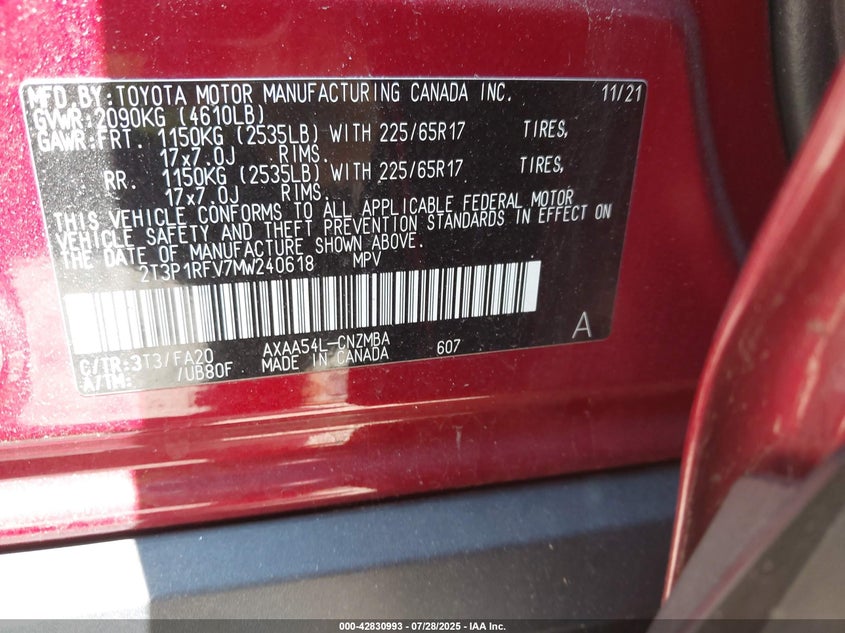 MFD.BY:TOYOTA MOTOR MANUFACTURING CANADA INC. 11/21
GVWR:2090KG (4610LB)
GAWR:FRT. 1150KG (2535LB) WITH 225/65R17 TIRES,
17x7.0J RIMS.
RR. 1150KG (2535LB) WITH 225/65R17 TIRES,
17x7.0J RIMS.
THIS VEHICLE CONFORMS TO ALL APPLICABLE FEDERAL MOTOR
VEHICLE SAFETY AND THEFT PREVENTION STANDARDS IN EFFECT ON
THE DATE OF MANUFACTURE SHOWN ABOVE.
2T3P1RFV7MW240618 MPV
A
C/TR:3T3/FA20 AXAA54L-CNZMBA 607
A/TM: /UB80F MADE IN CANADA
000-42830993 / 07/28/2025 - IAA Inc.